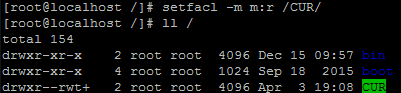 [root@localhost /]# setfacl -m m:r /CUR/
[root@localhost /]# ll /
total 154
drwxr-xr-x   2 root root  4096 Dec 15 09:57 bin
drwxr-xr-x   4 root root  1024 Sep 18  2015 boot
drwxr--rwt+  2 root root  4096 Apr  3 19:08 CUR